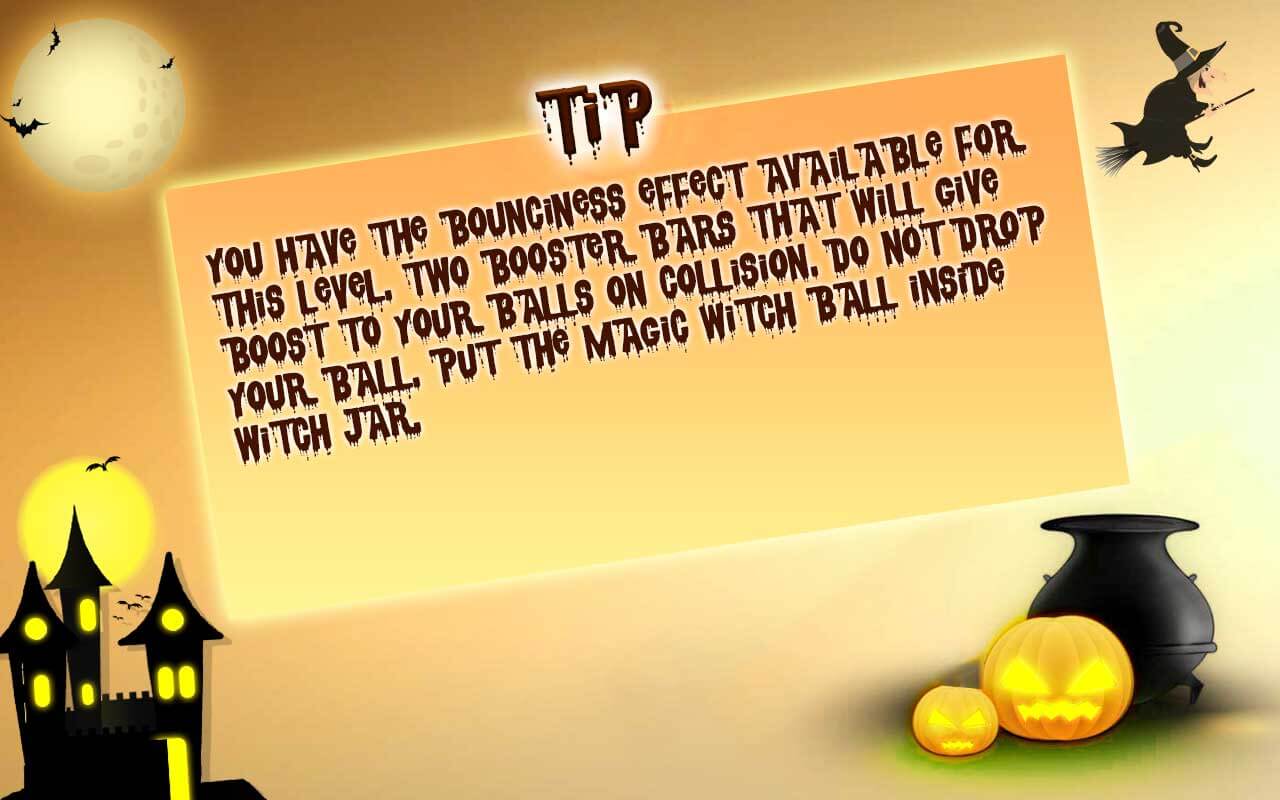 TiP
YOU HAVe THe BOUNCiNeSS eFFeCT AVAiLABLe FOR
THiS LeVeL. TWO BOOSTeR BARS THAT WiLL GiVe
BOOST TO YOUR BALLS ON COLLiSiON. DO NOT DROP
YOUR BALL. PUT THe MAGiC WiTCH BALL iNSiDe
WiTCH JAR.